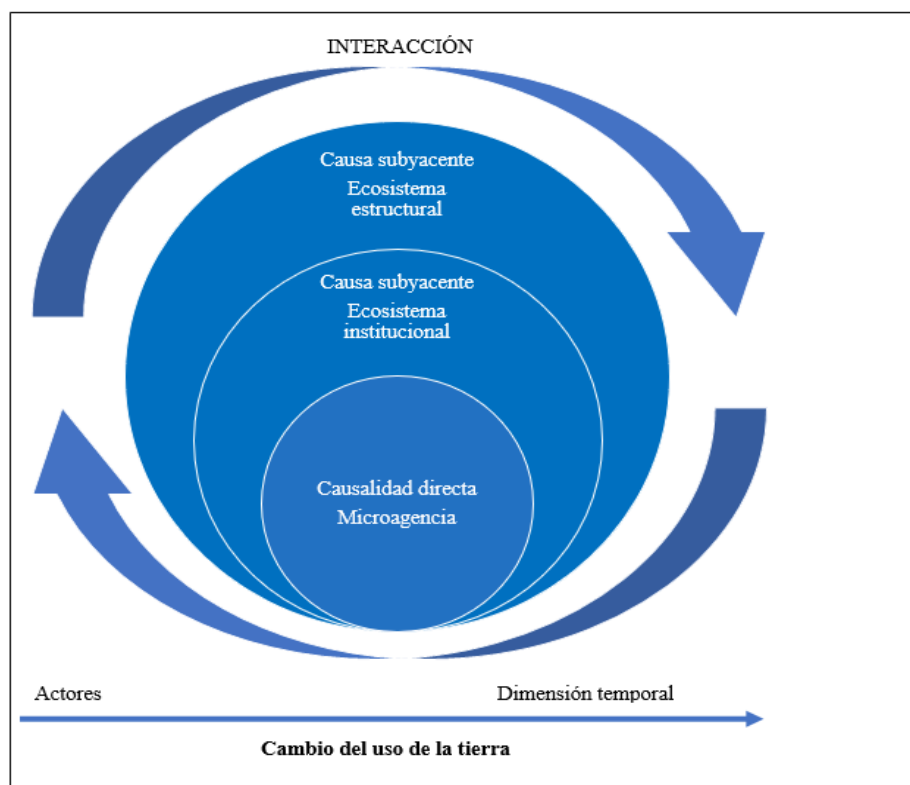 INTERACCIÓN
Causa subyacente
Ecosistema
estructural
Causa subyacente
Ecosistema
institucional
Causalidad directa
Microagencia
Actores
Dimensión temporal
Cambio del uso de la tierra